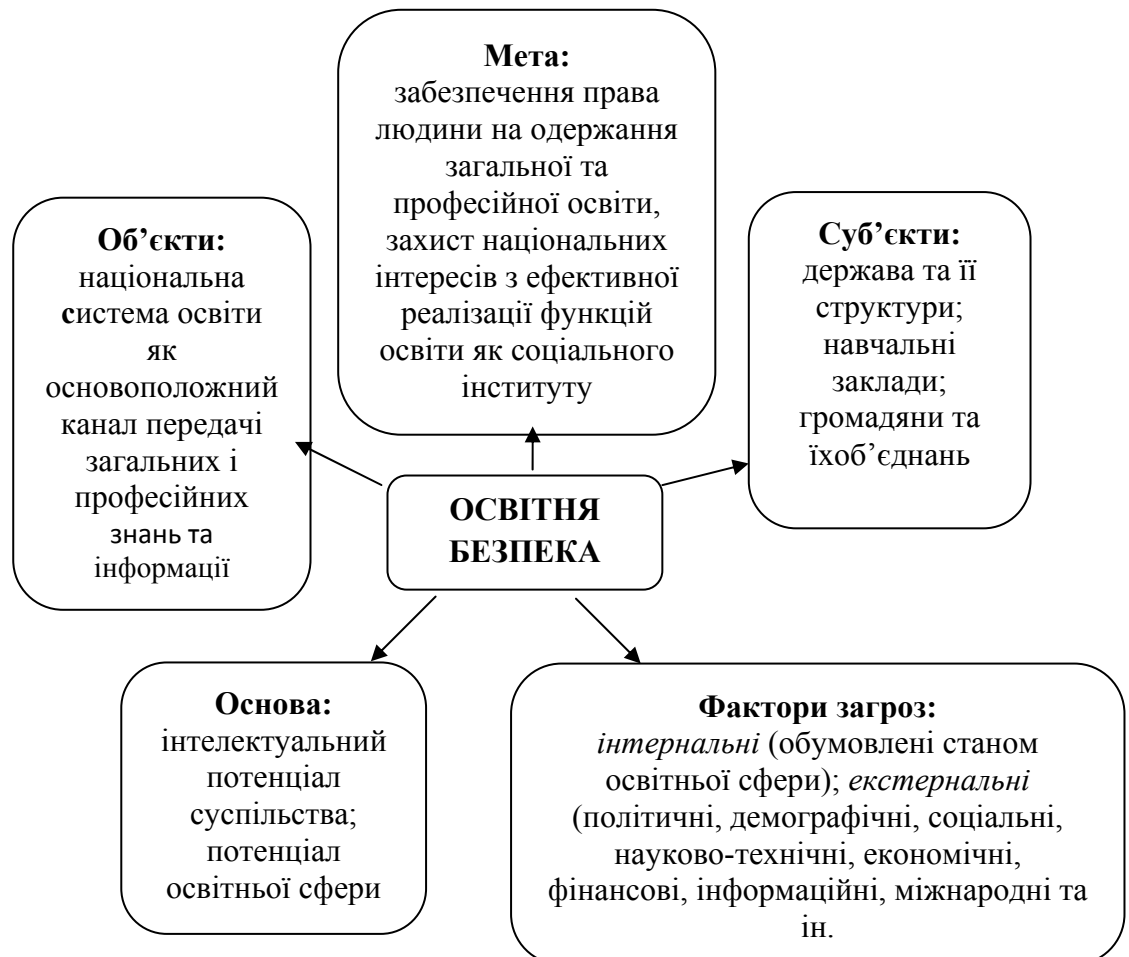 Мета:
забезпечення права
людини на одержання
загальної та
професійної освіти,
захист національних
інтересів з ефективної
реалізації функцій
освіти як соціального
інституту
Об’єкти:
національна
система освіти
як
основоположний
канал передачі
загальних і
професійних
знань та
інформації
Суб’єкти:
держава та її
структури;
навчальні
заклади;
громадяни та
їхоб’єднань
ОСВІТНЯ
БЕЗПЕКА
Основа:
інтелектуальний
потенціал
суспільства;
потенціал
освітньої сфери
Фактори загроз:
інтернальні (обумовлені станом
освітньої сфери); екстернальні
(політичні, демографічні, соціальні,
науково-технічні, економічні,
фінансові, інформаційні, міжнародні та
ін.